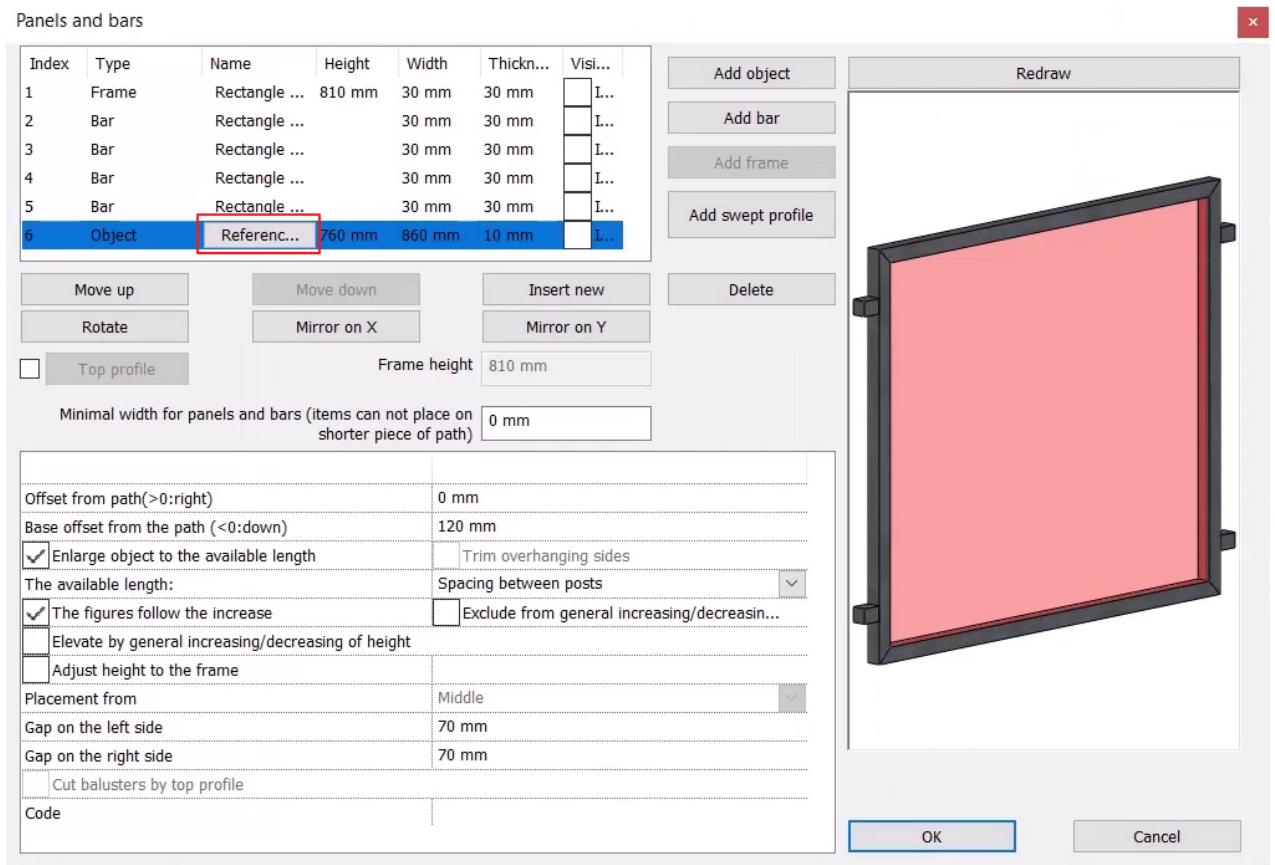 Panels and bars
Index Type Name Height Width Thickn... Visi...
1 Frame Rectangle ... 810 mm 30 mm 30 mm I...
2 Bar Rectangle ... 30 mm 30 mm I...
3 Bar Rectangle ... 30 mm 30 mm I...
4 Bar Rectangle ... 30 mm 30 mm I...
5 Bar Rectangle ... 30 mm 30 mm I...
6 Object Referenc... 760 mm 860 mm 10 mm I...
Add object
Add bar
Add frame
Add swept profile
Redraw
Move up Move down Insert new Delete
Rotate Mirror on X Mirror on Y
Top profile Frame height 810 mm
Minimal width for panels and bars (items can not place on
shorter piece of path) 0 mm
Offset from path(>0:right) 0 mm
Base offset from the path (<0:down) 120 mm
Enlarge object to the available length Trim overhanging sides
The available length: Spacing between posts
The figures follow the increase Exclude from general increasing/decreasin...
Elevate by general increasing/decreasing of height
Adjust height to the frame
Placement from Middle
Gap on the left side 70 mm
Gap on the right side 70 mm
Cut balusters by top profile
Code
OK Cancel